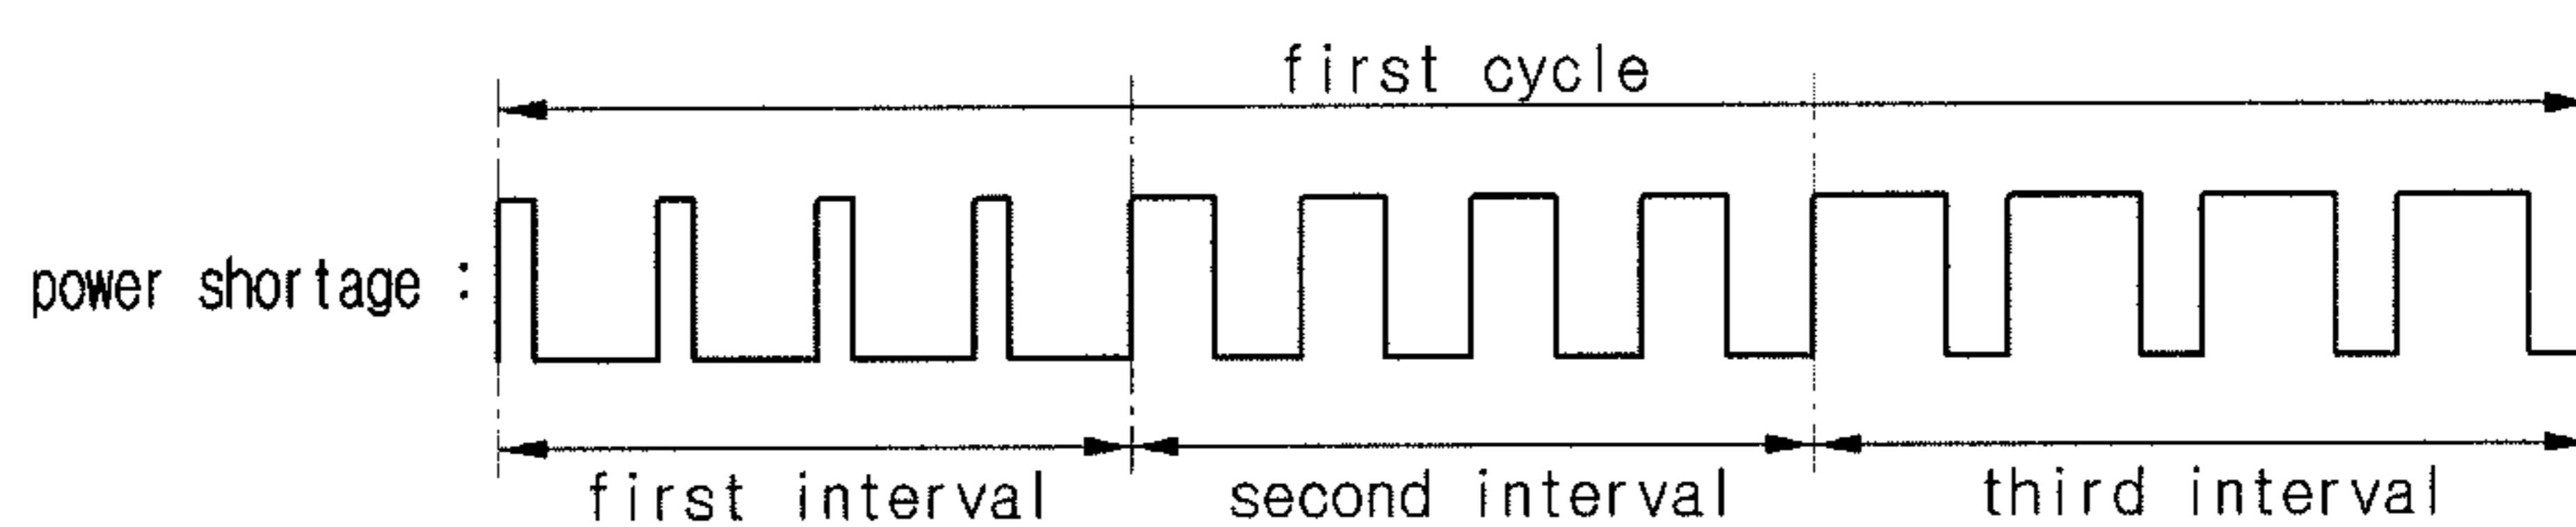 first cycle
power shortage :
first interval
second interval
third interval